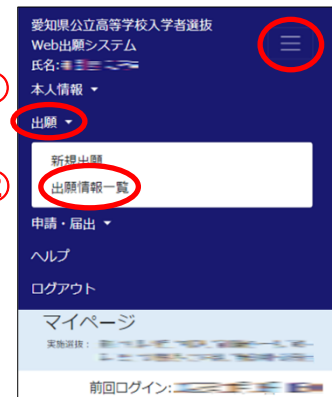 愛知県公立高等学校入学者選抜
Web出願システム
氏名:
本人情報 ▼
出願 ▼
新規出願
出願情報一覧
申請・届出 ▼
ヘルプ
ログアウト
マイページ
実施選抜：
前回ログイン: